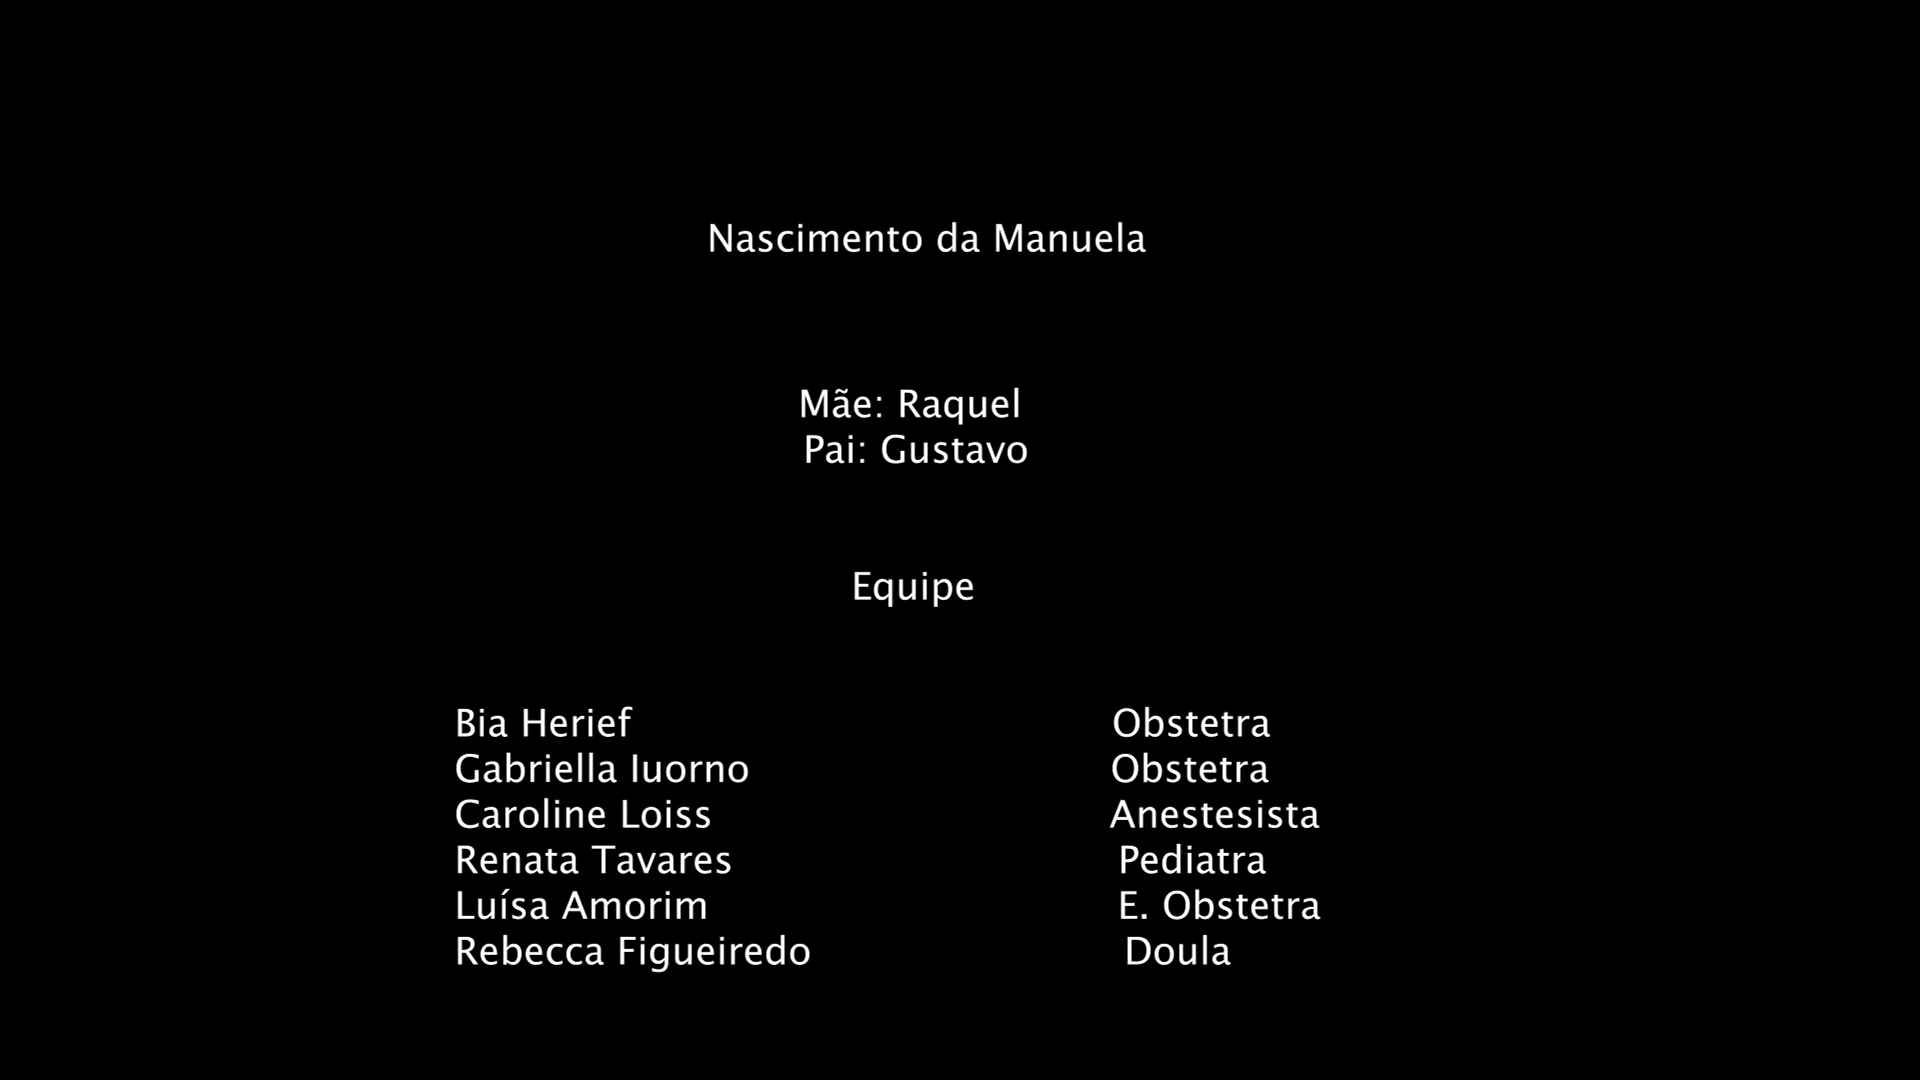 Nascimento da Manuela
Mãe: Raquel
Pai: Gustavo
Equipe
Bia Herief Obstetra
Gabriella Iuorno Obstetra
Caroline Loiss Anestesista
Renata Tavares Pediatra
Luísa Amorim E. Obstetra
Rebecca Figueiredo Doula